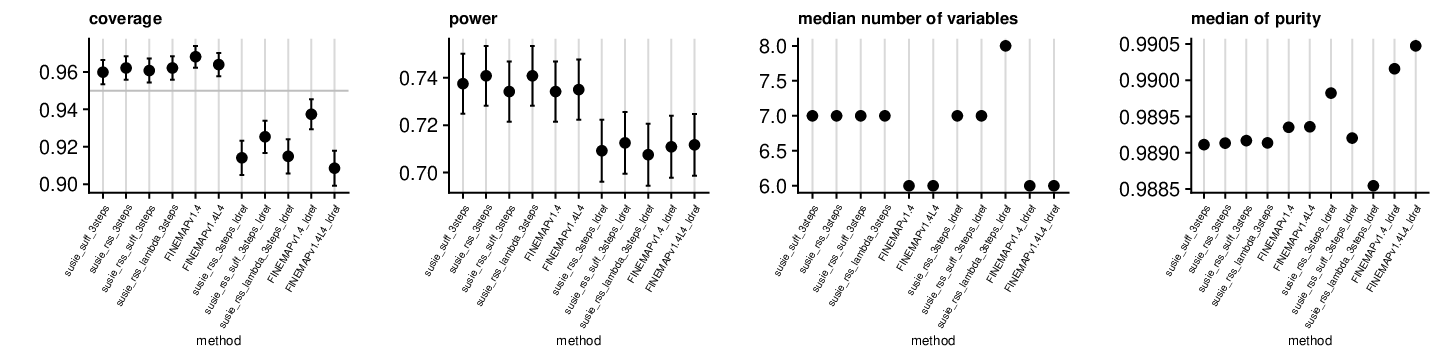 coverage
0.96
0.94
0.92
0.90
susie_suff_3steps
susie_rss_3steps
susie_rss_suff_3steps
susie_rss_lambda_3steps
FINEMAPv1.4
FINEMAPv1.4L4
susie_rss_3steps_ldref
susie_rss_suff_3steps_ldref
susie_rss_lambda_3steps_ldref
FINEMAPv1.4_ldref
FINEMAPv1.4L4_ldref
method
power
0.74
0.72
0.70
susie_suff_3steps
susie_rss_3steps
susie_rss_suff_3steps
susie_rss_lambda_3steps
FINEMAPv1.4
FINEMAPv1.4L4
susie_rss_3steps_ldref
susie_rss_suff_3steps_ldref
susie_rss_lambda_3steps_ldref
FINEMAPv1.4_ldref
FINEMAPv1.4L4_ldref
method
median number of variables
8.0
7.5
7.0
6.5
6.0
susie_suff_3steps
susie_rss_3steps
susie_rss_suff_3steps
susie_rss_lambda_3steps
FINEMAPv1.4
FINEMAPv1.4L4
susie_rss_3steps_ldref
susie_rss_suff_3steps_ldref
susie_rss_lambda_3steps_ldref
FINEMAPv1.4_ldref
FINEMAPv1.4L4_ldref
method
median of purity
0.9905
0.9900
0.9895
0.9890
0.9885
susie_suff_3steps
susie_rss_3steps
susie_rss_suff_3steps
susie_rss_lambda_3steps
FINEMAPv1.4
FINEMAPv1.4L4
susie_rss_3steps_ldref
susie_rss_suff_3steps_ldref
susie_rss_lambda_3steps_ldref
FINEMAPv1.4_ldref
FINEMAPv1.4L4_ldref
method